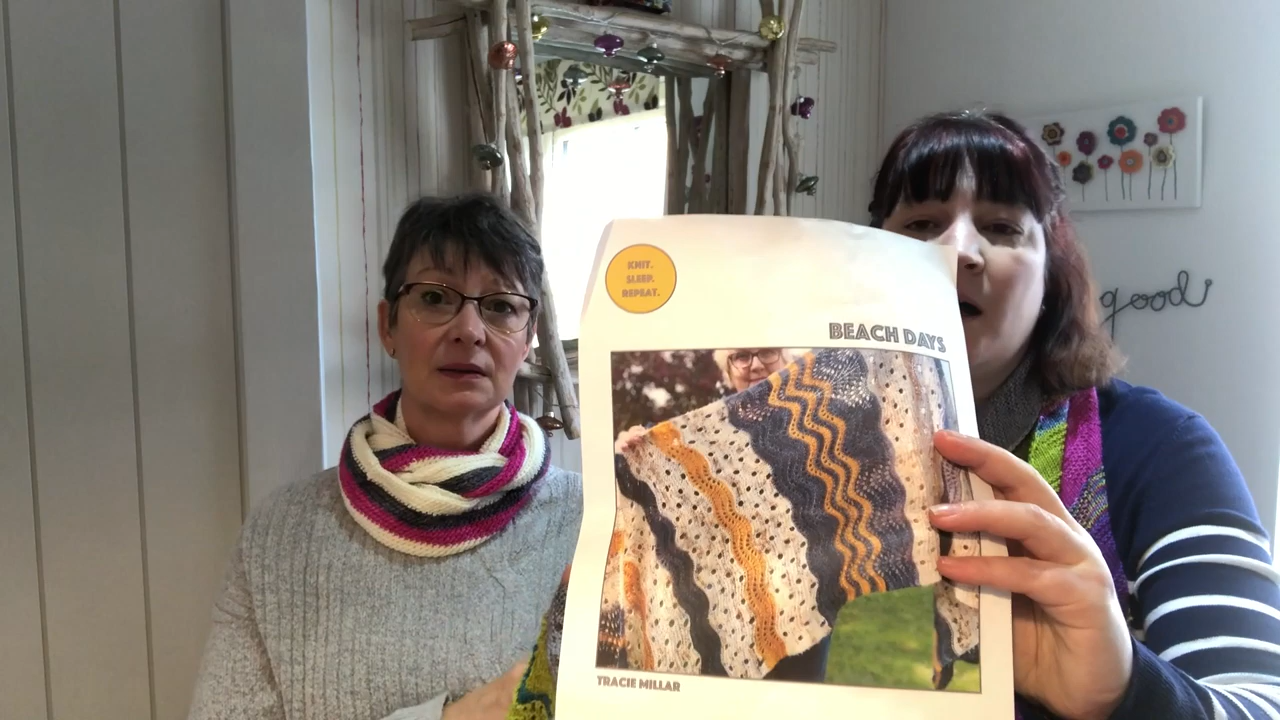 KNIT.
SLEEP.
REPEAT.
BEACH DAYS
TRACIE MILLAR
good